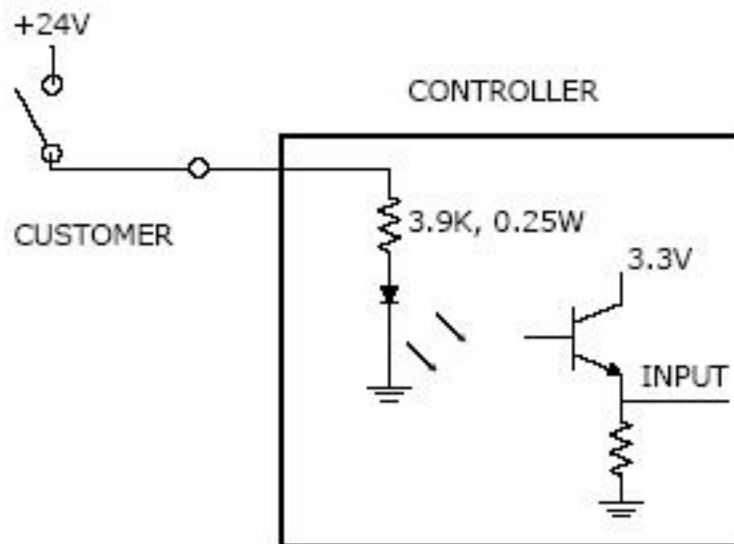 +24V
CONTROLLER
CUSTOMER
3.9K, 0.25W
3.3V
INPUT